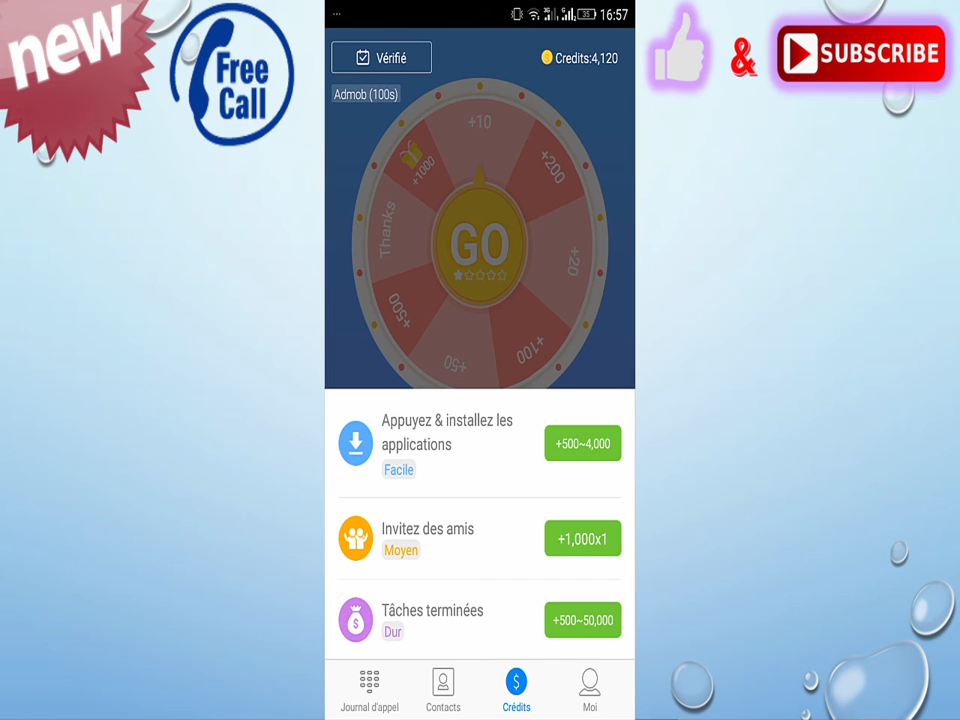 new
Free
Call
&
SUBSCRIBE
16:57
35
Vérifié
Credits:4,120
Admob (100s)
+10
+200
+20
+100
+50
+500
Thanks
+1000
GO
Appuyez & installez les
applications
Facile
+500~4,000
Invitez des amis
Moyen
+1,000x1
Tâches terminées
Dur
+500~50,000
Journal d'appel
Contacts
Crédits
Moi